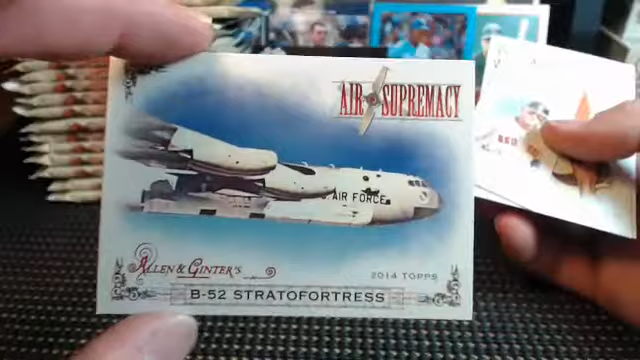 AIR SUPREMACY
AIR FORCE
ALLEN & GINTER'S
2014 TOPPS
B-52 STRATOFORTRESS